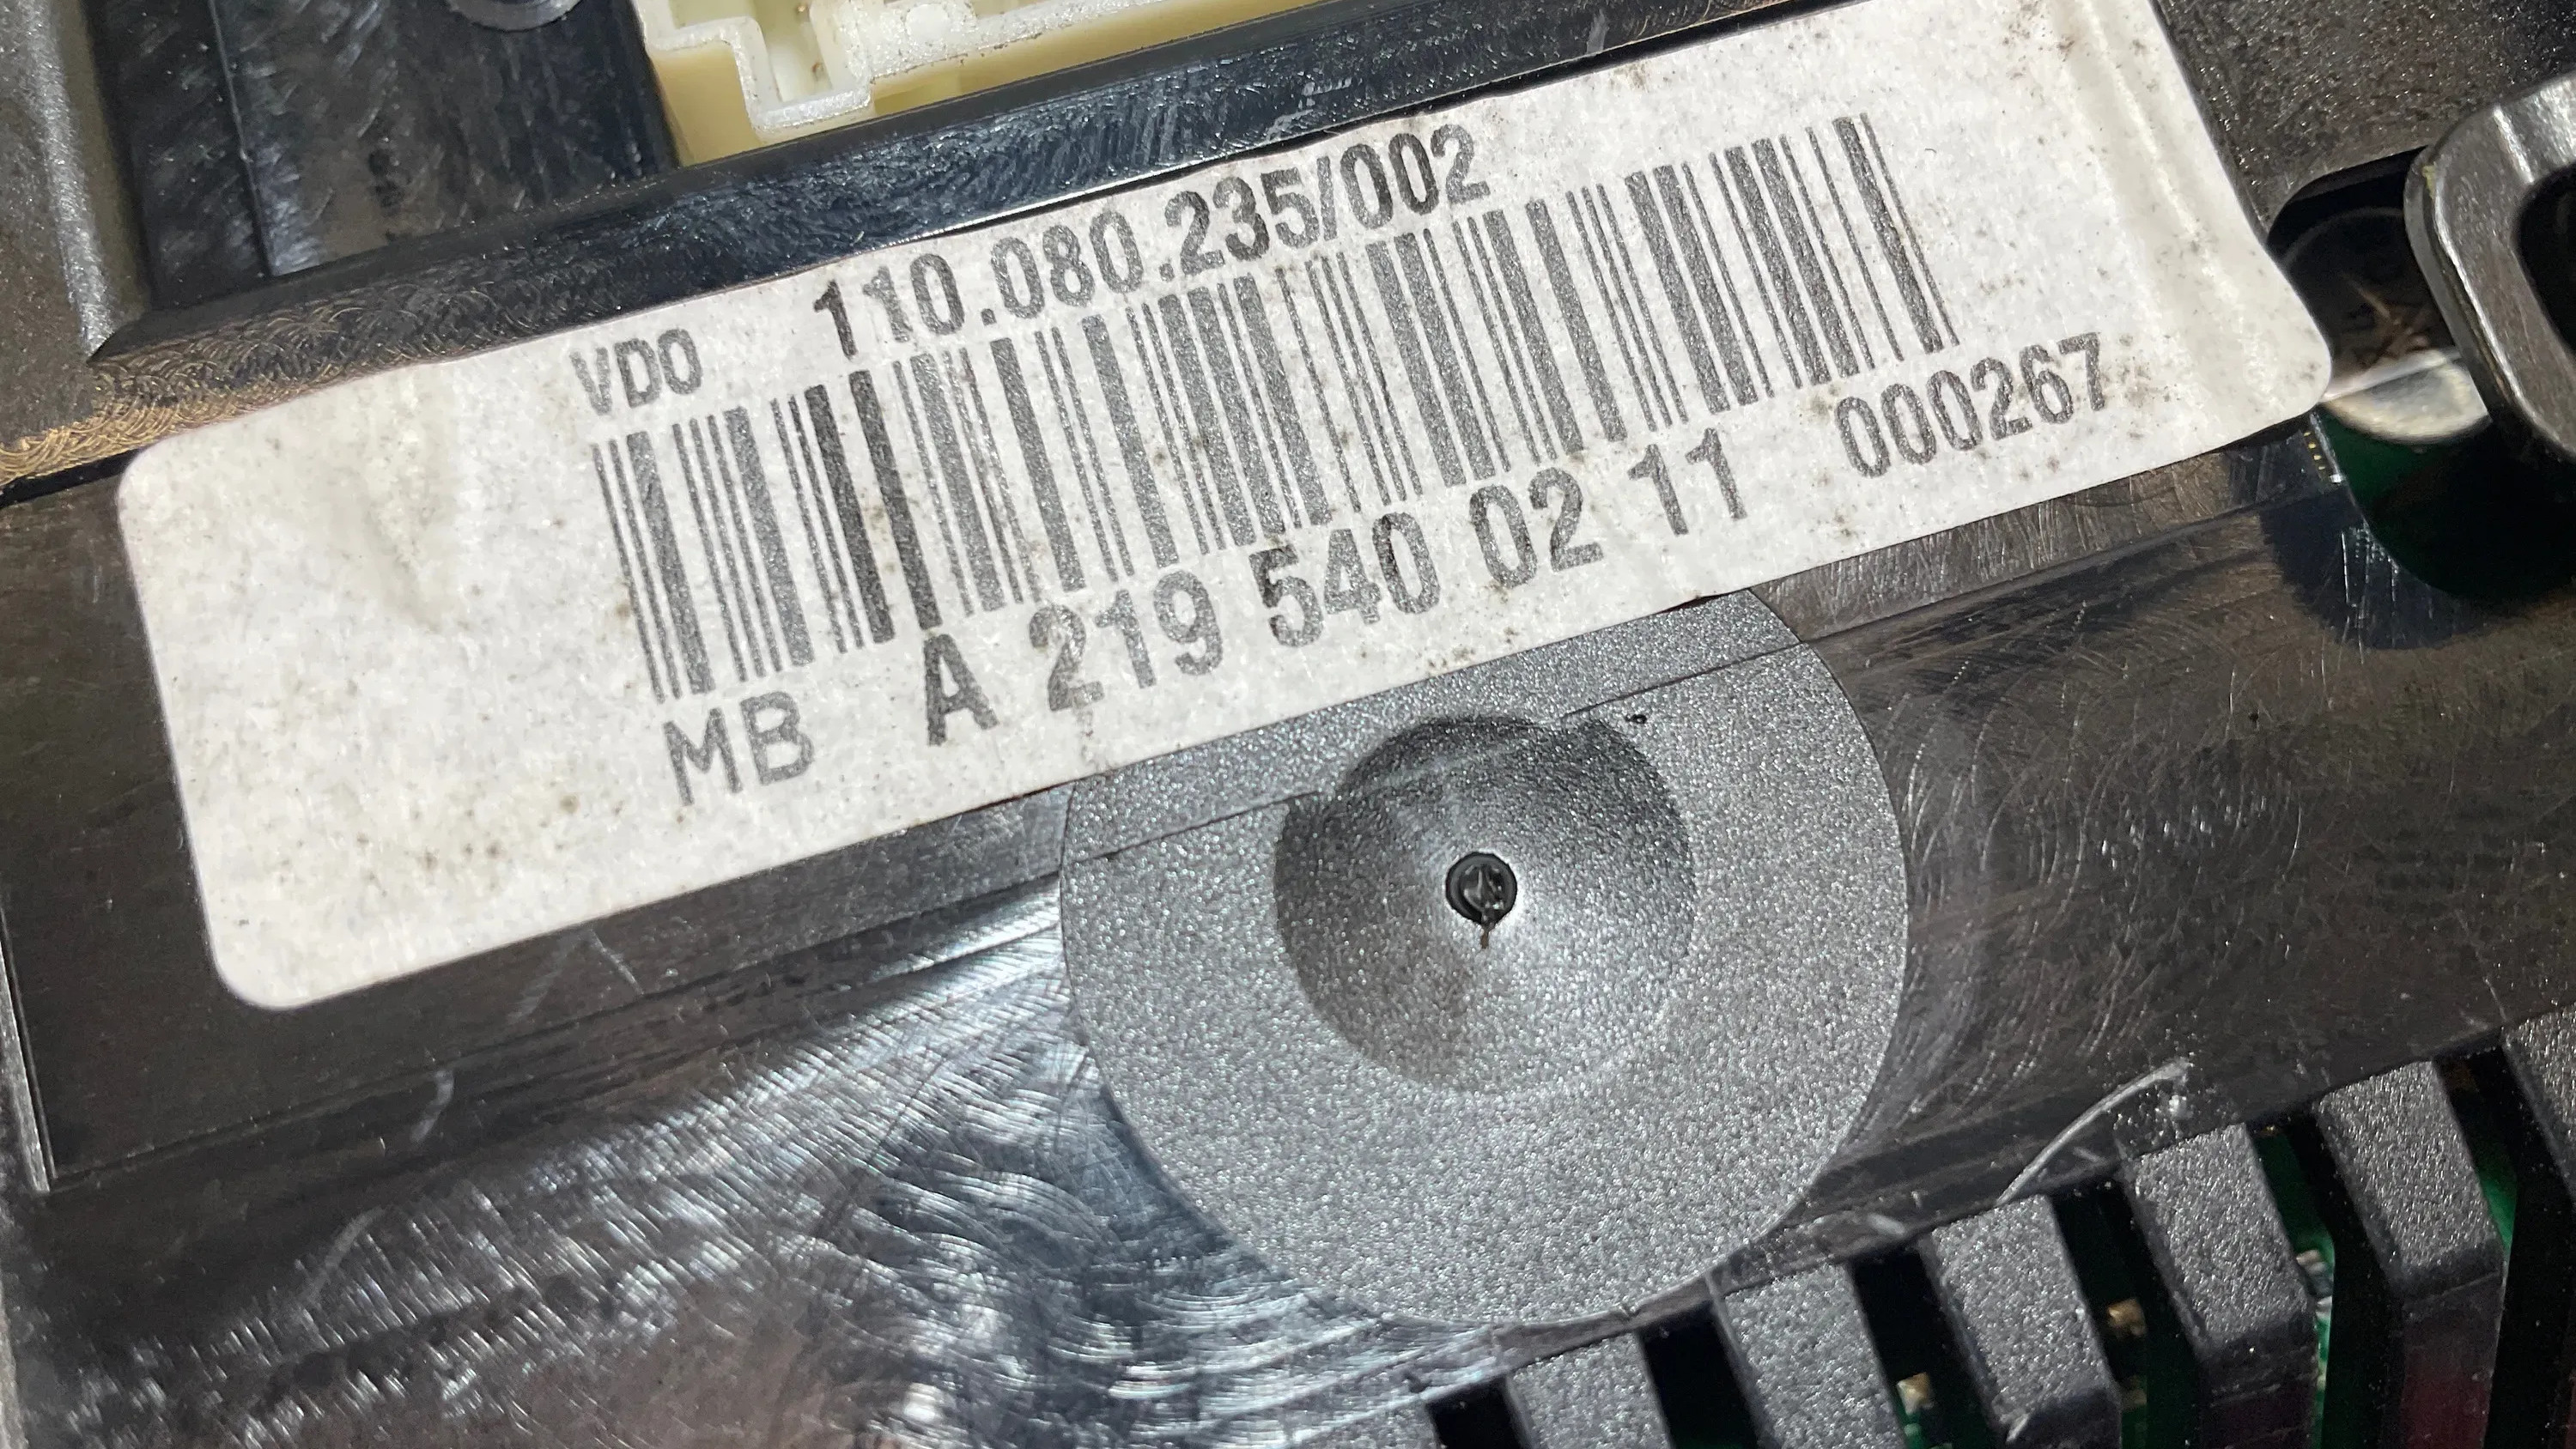 VDO 110.080.235/002
MB A 219 540 02 11 000267